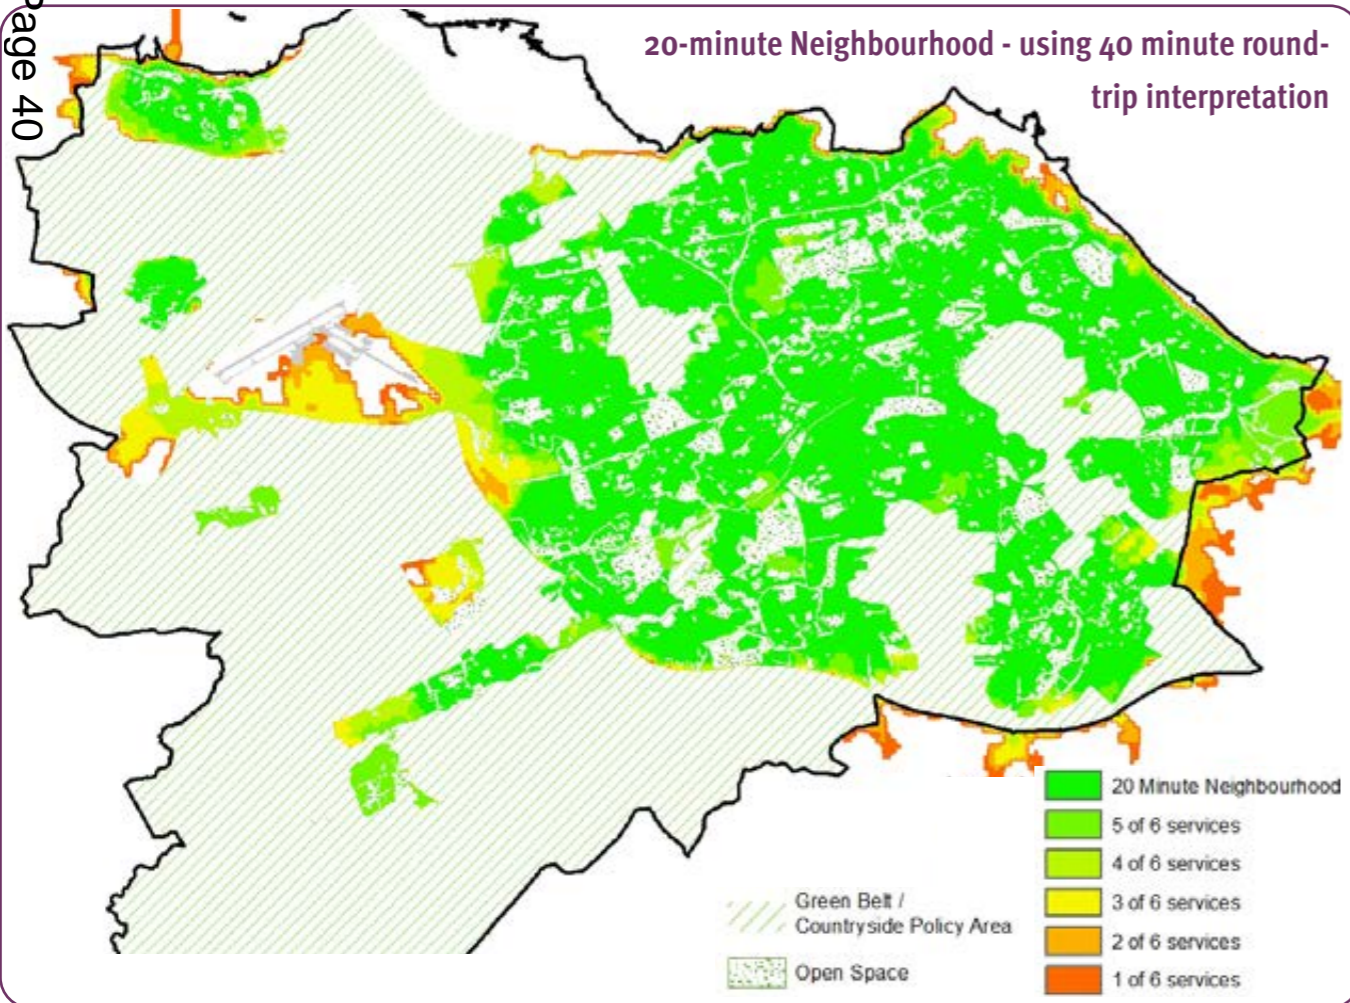 Page 40
20-minute Neighbourhood - using 40 minute round-
trip interpretation
20 Minute Neighbourhood
5 of 6 services
4 of 6 services
3 of 6 services
2 of 6 services
1 of 6 services
Green Belt /
Countryside Policy Area
Open Space